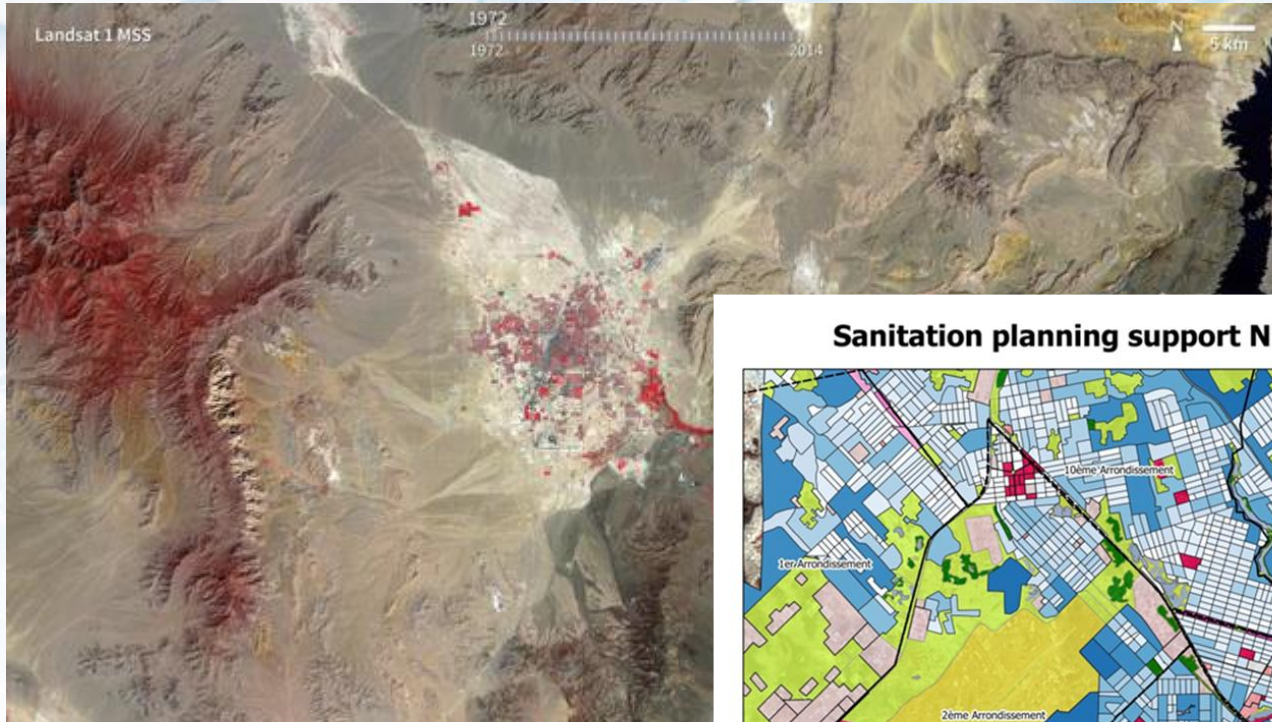 Landsat 1 MSS
1972
1972
2014
N
5 km
Sanitation planning support N
10ème Arrondissement
1er Arrondissement
2ème Arrondissement